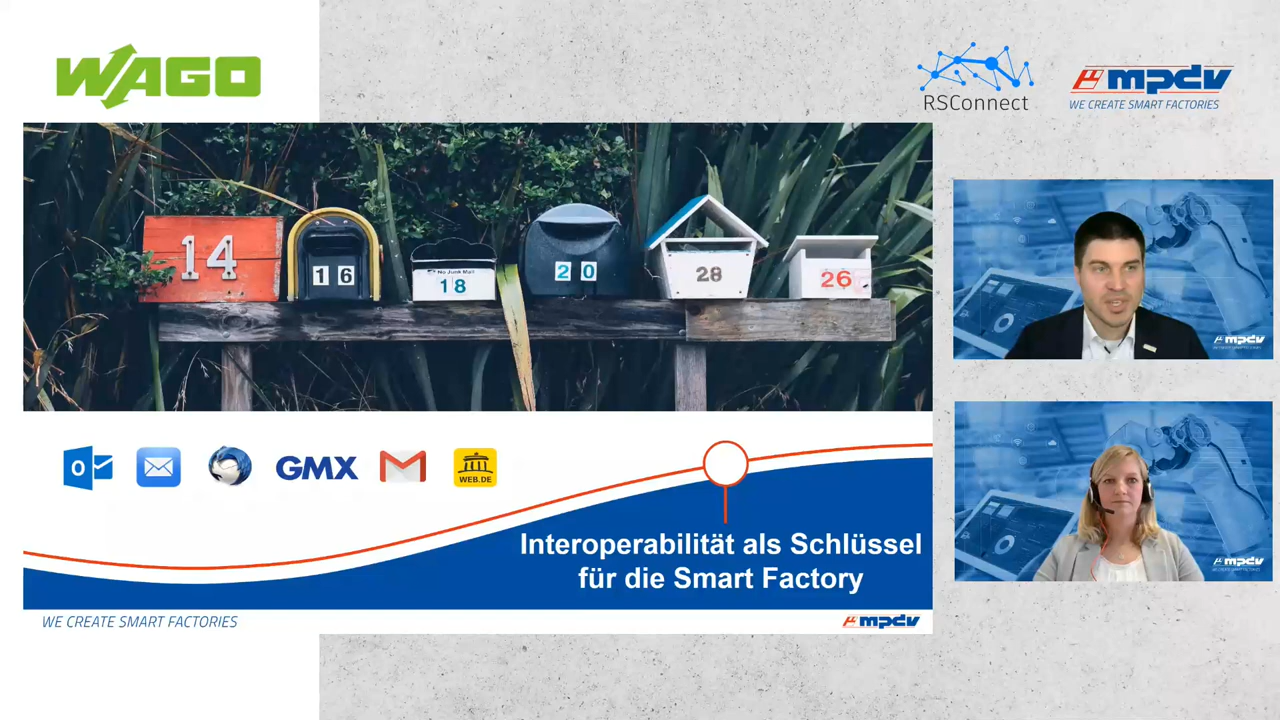 WAGO
RSConnect
mpdv
WE CREATE SMART FACTORIES
14
16
No Junk Mail
18
20
28
26
GMX
WEB.DE
Interoperabilität als Schlüssel
für die Smart Factory
WE CREATE SMART FACTORIES
mpdv
mpdv
mpdv